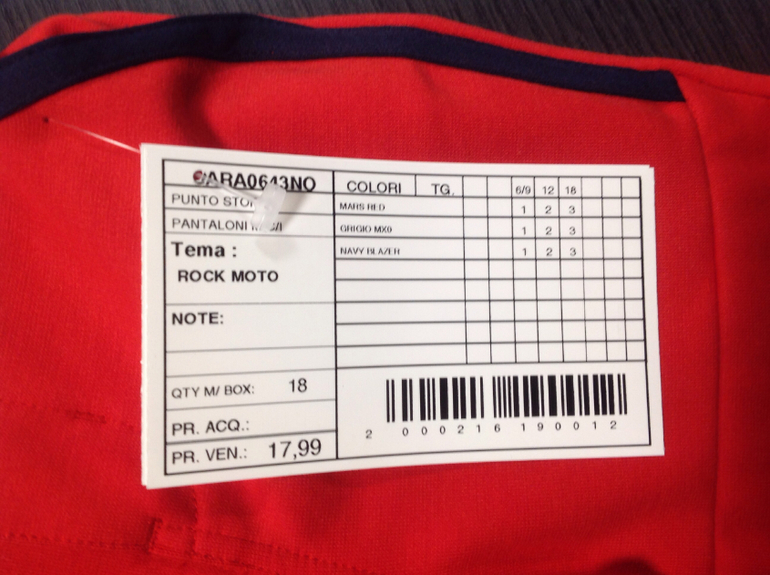 ARA0643NO
PUNTO
PANTALONI
Tema :
ROCK MOTO
NOTE:
QTY M/ BOX: 18
PR. ACQ.:
PR. VEN.: 17,99
COLORI TG. 6/9 12 18
MARS RED 1 2 3
GRIGIO MX0 1 2 3
NAVY BLAZER 1 2 3
2 000216 190012